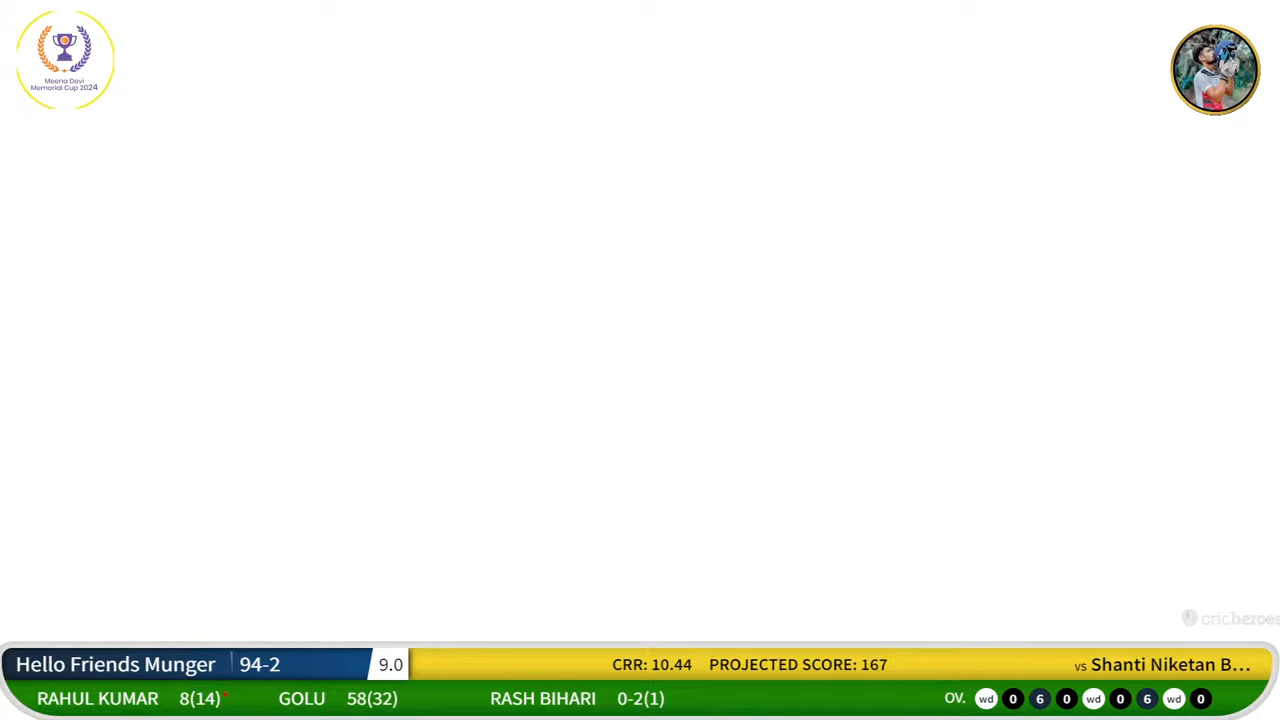 Meena Devi
Memorial Cup 2024
cricheroes
Hello Friends Munger 94-2 9.0 CRR: 10.44 PROJECTED SCORE: 167 vs Shanti Niketan B...
RAHUL KUMAR 8(14)* GOLU 58(32) RASH BIHARI 0-2(1) OV. wd 0 6 0 wd 0 6 wd 0